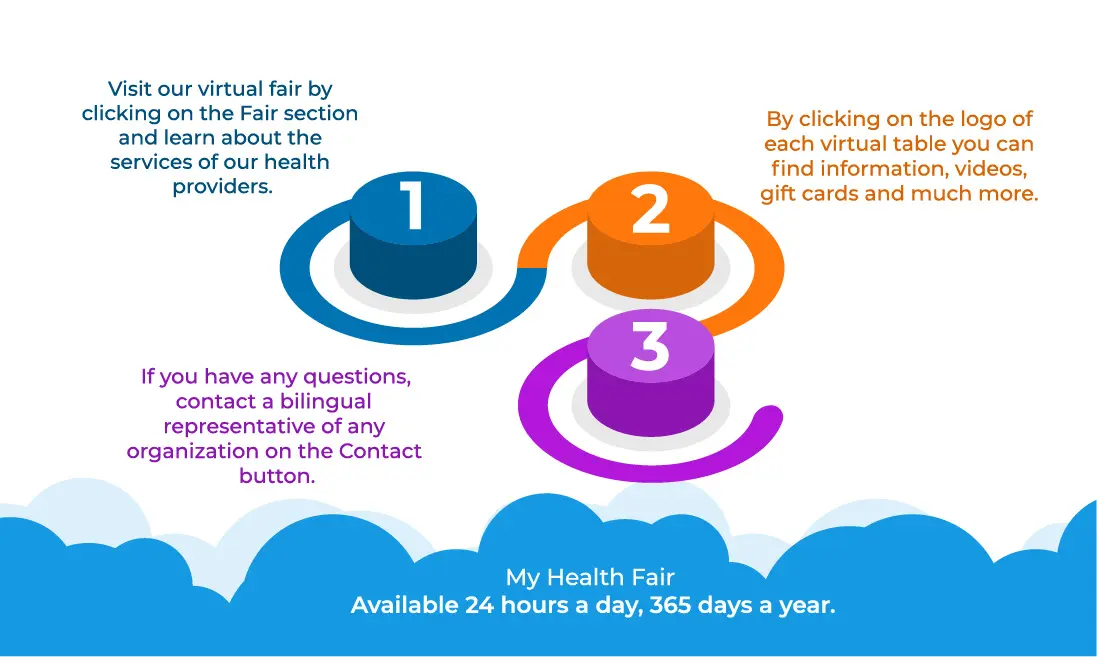 Visit our virtual fair by
clicking on the Fair section
and learn about the
services of our health
providers.
1
2
By clicking on the logo of
each virtual table you can
find information, videos,
gift cards and much more.
3
If you have any questions,
contact a bilingual
representative of any
organization on the Contact
button.
My Health Fair
Available 24 hours a day, 365 days a year.